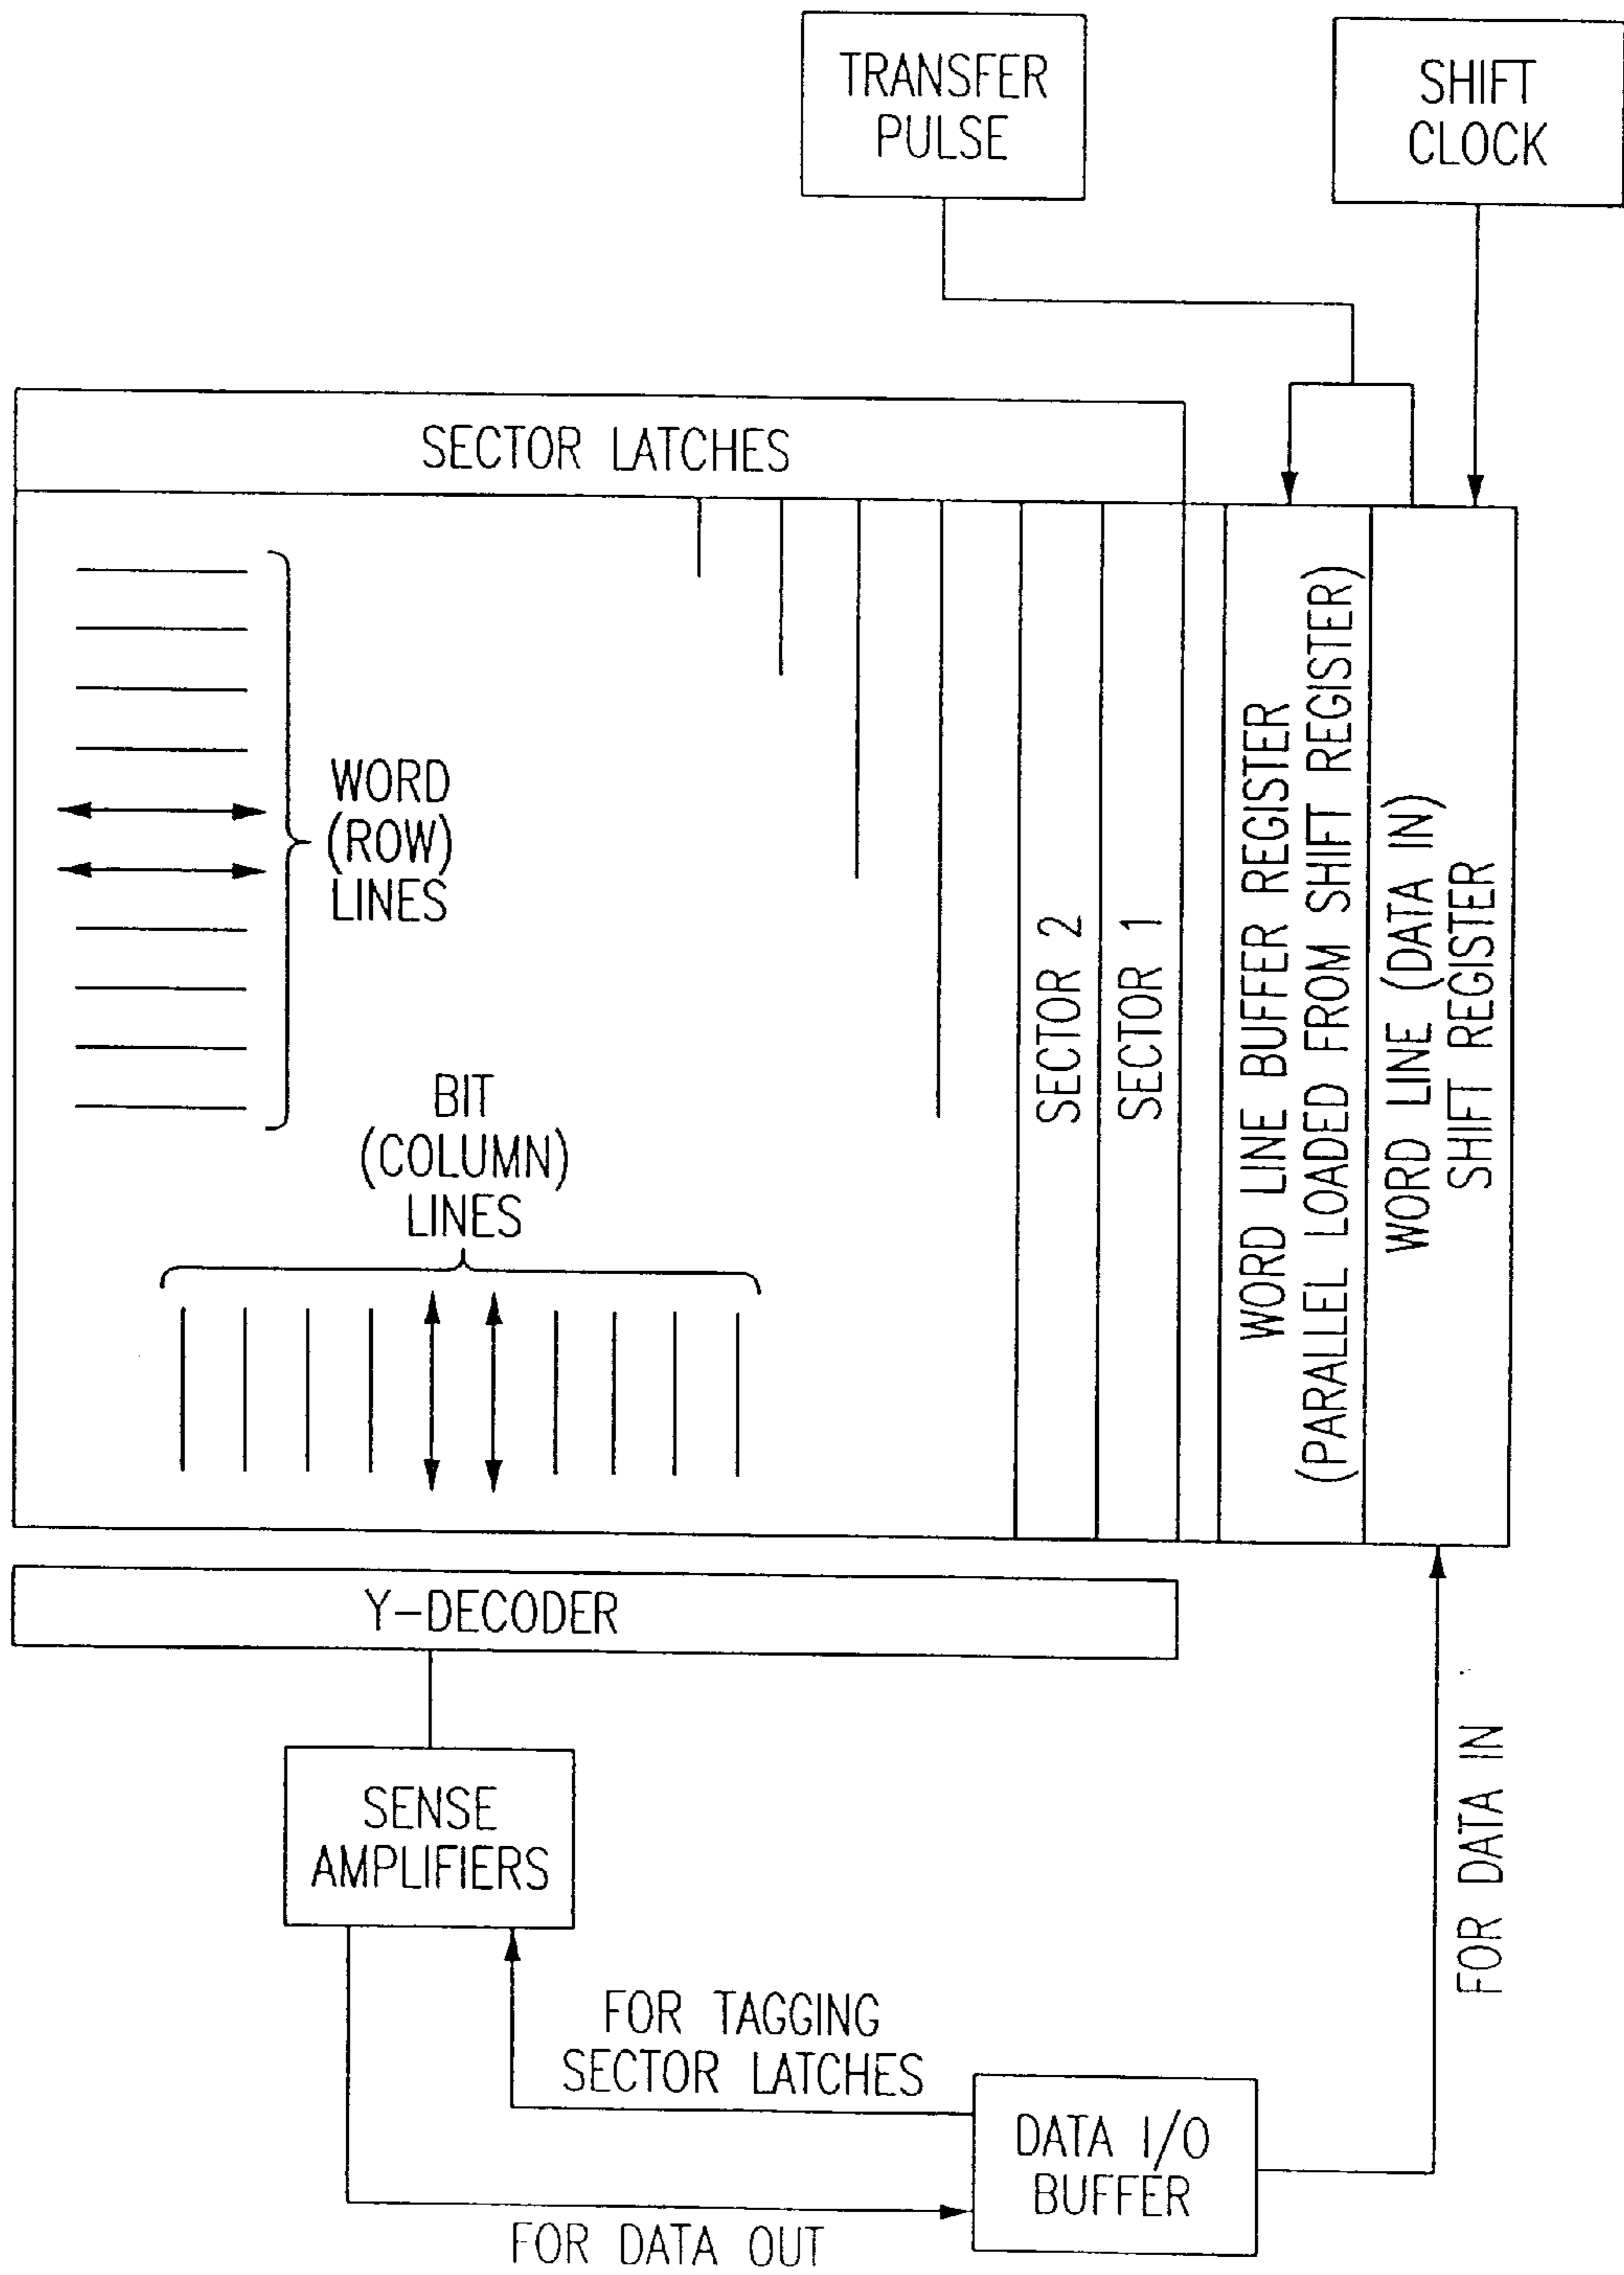 TRANSFER
PULSE
SHIFT
CLOCK
SECTOR LATCHES
WORD
(ROW)
LINES
BIT
(COLUMN)
LINES
SECTOR 2
SECTOR 1
WORD LINE BUFFER REGISTER
(PARALLEL LOADED FROM SHIFT REGISTER)
WORD LINE (DATA IN)
SHIFT REGISTER
Y-DECODER
SENSE
AMPLIFIERS
FOR TAGGING
SECTOR LATCHES
DATA I/O
BUFFER
FOR DATA OUT
FOR DATA IN